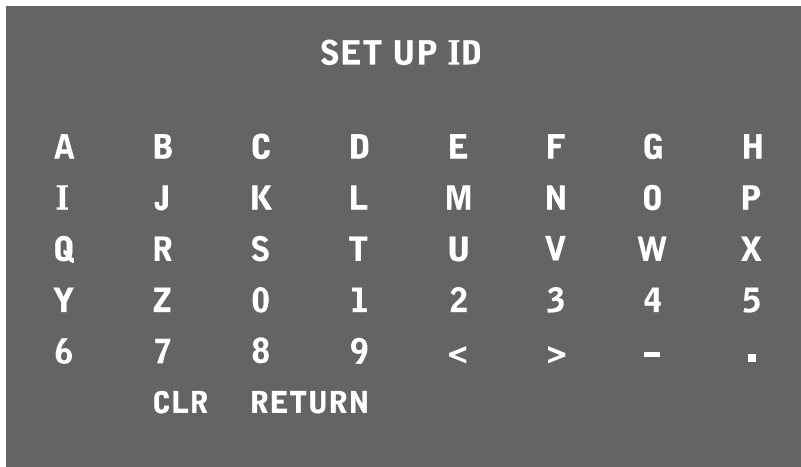 SET UP ID
A B C D E F G H
I J K L M N O P
Q R S T U V W X
Y Z 0 1 2 3 4 5
6 7 8 9 < > - .
CLR RETURN